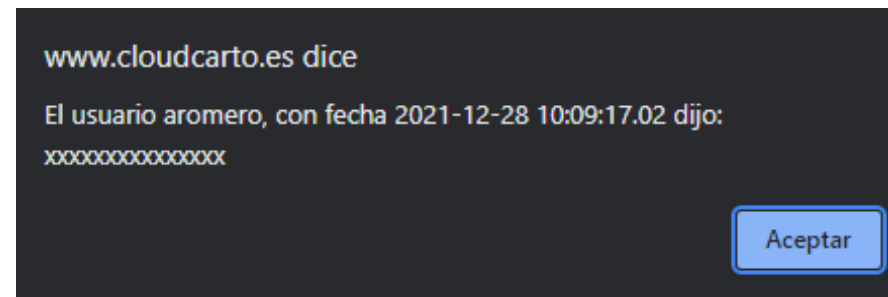 www.cloudcarto.es dice
El usuario aromero, con fecha 2021-12-28 10:09:17.02 dijo:
xxxxxxxxxxxxxxx
Aceptar